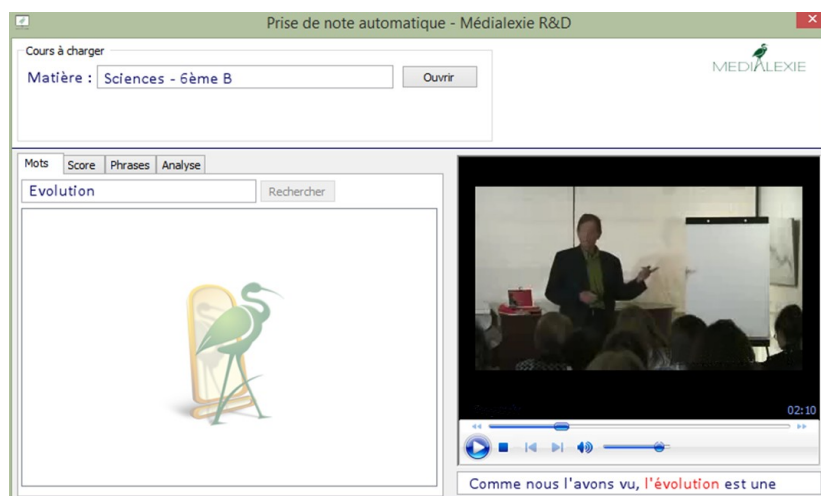 Prise de note automatique - Médialexie R&D
Cours à charger
Matière : Sciences - 6ème B Ouvrir
MEDIALEXIE
Mots Score Phrases Analyse
Evolution Rechercher
02:10
Comme nous l'avons vu, l'évolution est une